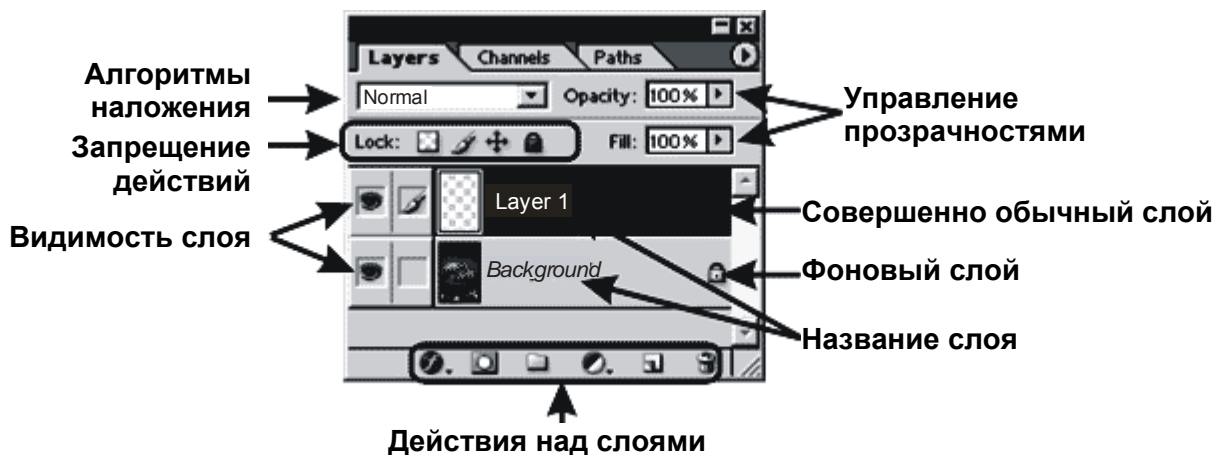 Layers Channels Paths
Алгоритмы
наложения
Normal Opacity: 100%
Управление
прозрачностями
Запрещение
действий
Lock: Fill: 100%
Layer 1
Совершенно обычный слой
Видимость слоя
Background
Фоновый слой
Название слоя
Действия над слоями